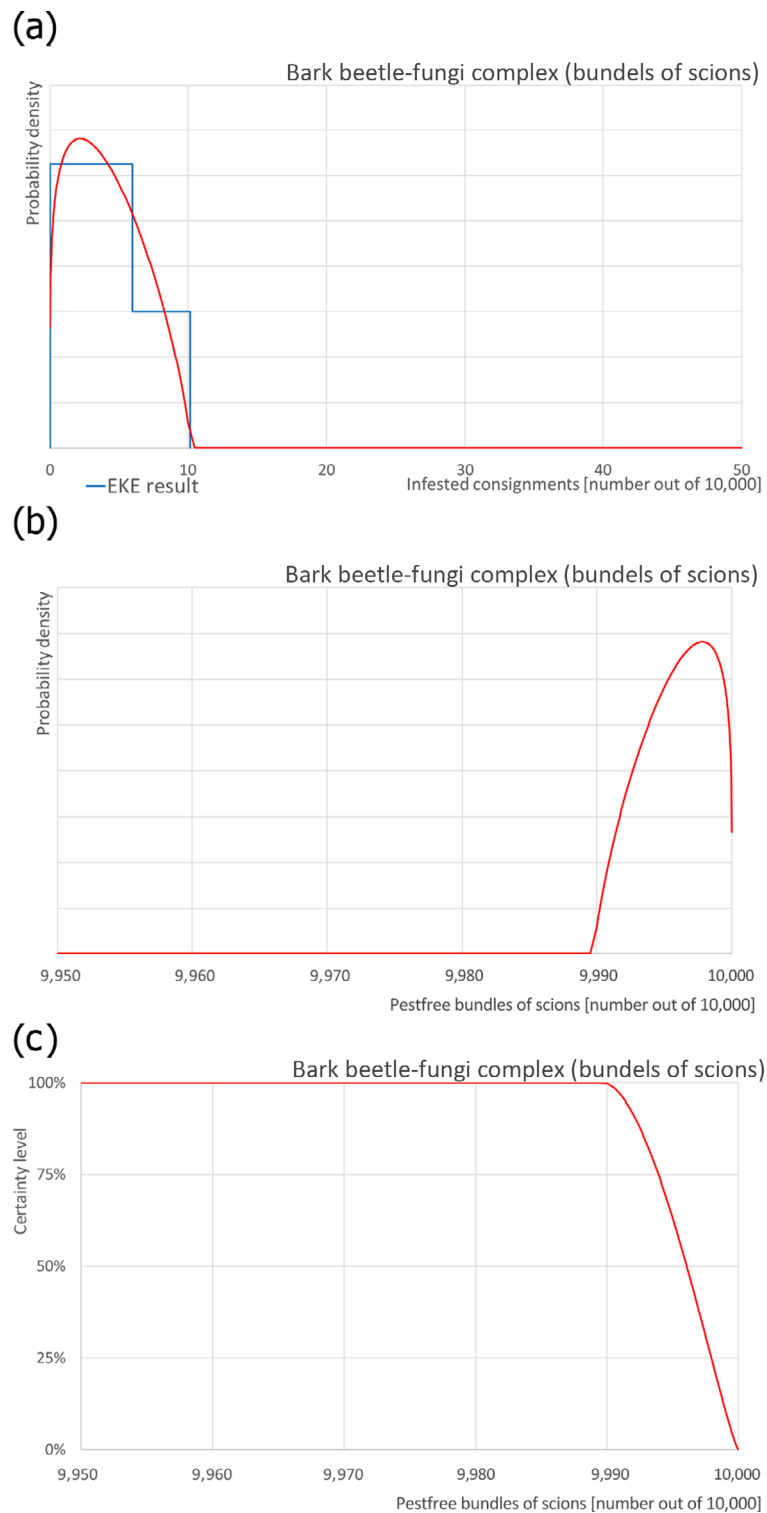 (a)
Bark beetle-fungi complex (bundels of scions)
Probability density
0 10 20 30 40 50
EKE result
Infested consignments [number out of 10,000]
(b)
Bark beetle-fungi complex (bundels of scions)
Probability density
9,950 9,960 9,970 9,980 9,990 10,000
Pestfree bundles of scions [number out of 10,000]
(c)
Bark beetle-fungi complex (bundels of scions)
Certainty level
100%
75%
50%
25%
0%
9,950 9,960 9,970 9,980 9,990 10,000
Pestfree bundles of scions [number out of 10,000]